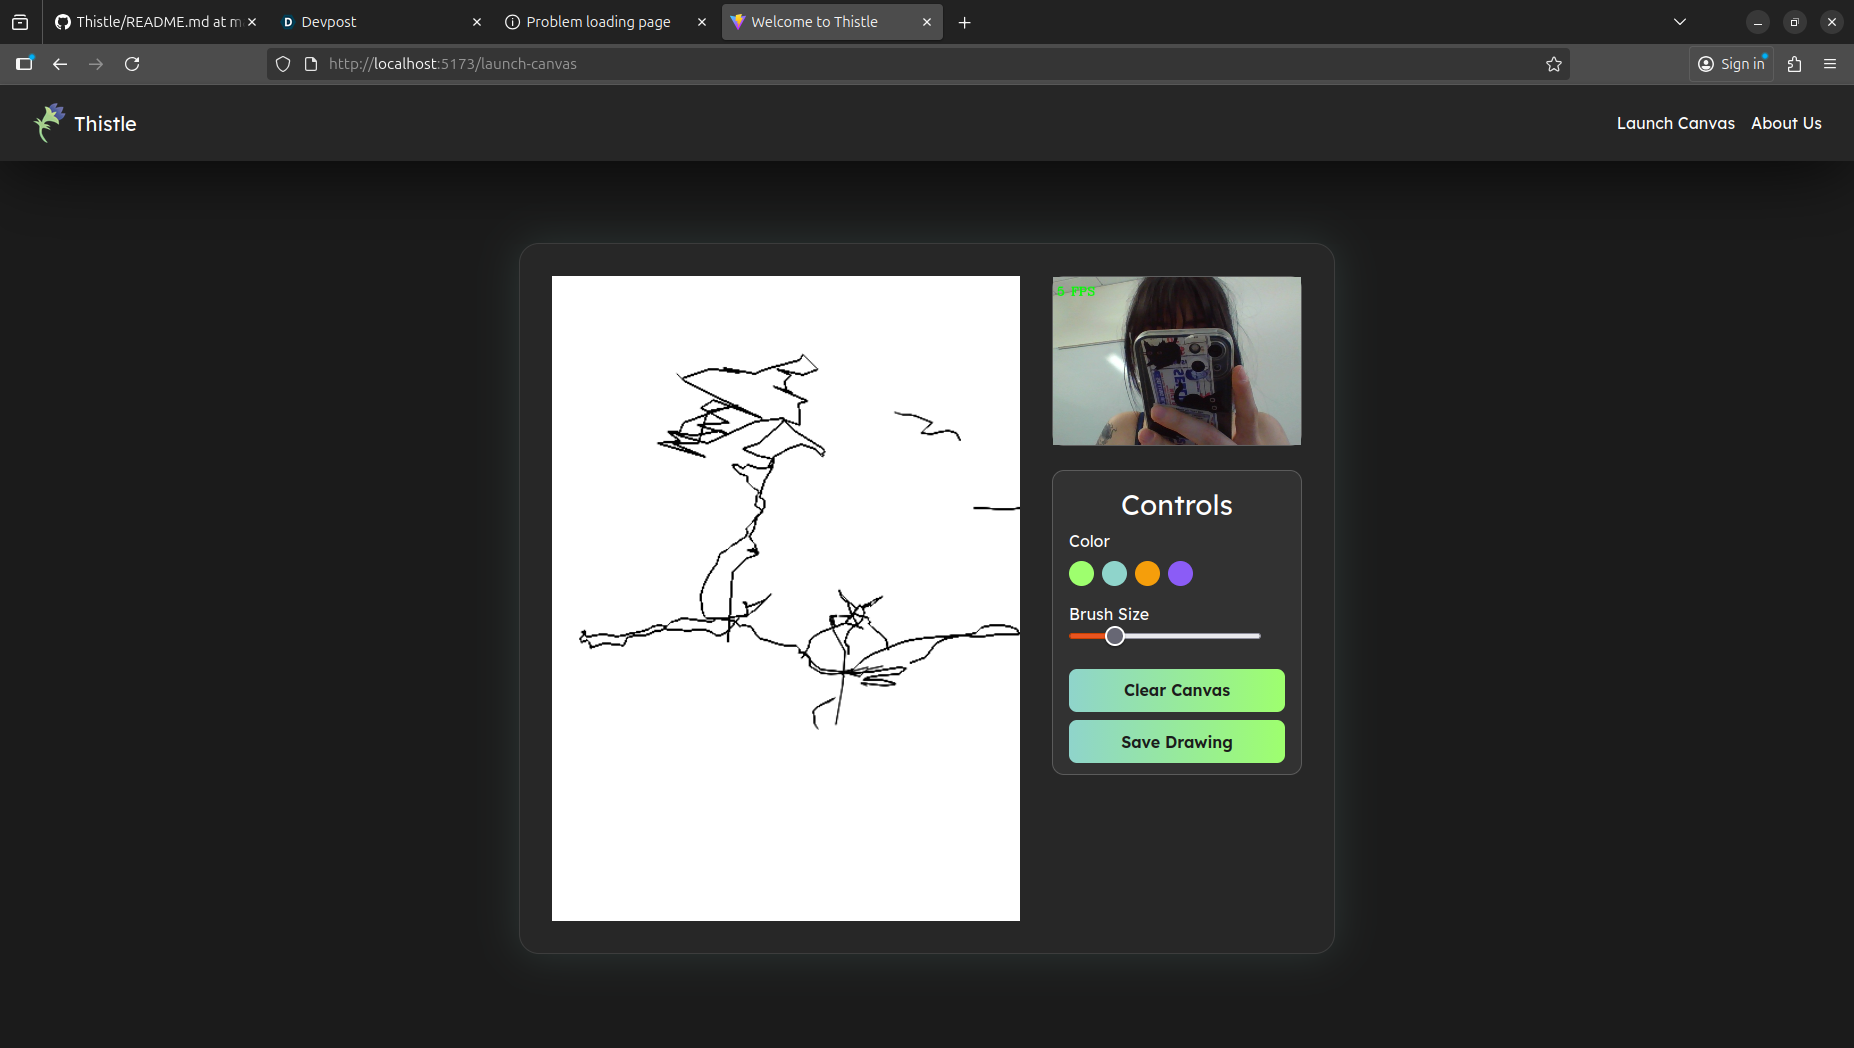 Thistle/README.md at m
Devpost
Problem loading page
Welcome to Thistle
http://localhost:5173/launch-canvas
Sign in
Thistle
Launch Canvas
About Us
FPS
Controls
Color
Brush Size
Clear Canvas
Save Drawing